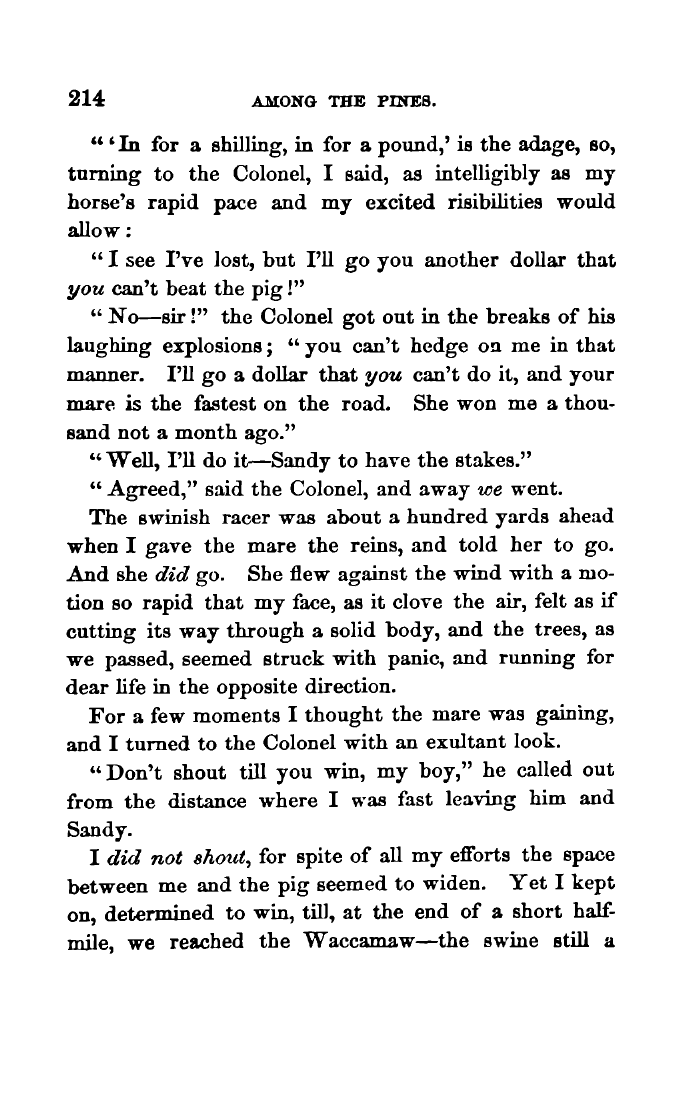 214 AMONG THE PINES.
“ ‘In for a shilling, in for a pound,’ is the adage, so,
turning to the Colonel, I said, as intelligibly as my
horse’s rapid pace and my excited risibilities would
allow :
“ I see I’ve lost, but I’ll go you another dollar that
you can’t beat the pig !”
“ No—sir !” the Colonel got out in the breaks of his
laughing explosions ; “ you can’t hedge on me in that
manner. I’ll go a dollar that you can’t do it, and your
mare is the fastest on the road. She won me a thou-
sand not a month ago.”
“ Well, I’ll do it—Sandy to have the stakes.”
“ Agreed,” said the Colonel, and away we went.
The swinish racer was about a hundred yards ahead
when I gave the mare the reins, and told her to go.
And she did go. She flew against the wind with a mo-
tion so rapid that my face, as it clove the air, felt as if
cutting its way through a solid body, and the trees, as
we passed, seemed struck with panic, and running for
dear life in the opposite direction.
For a few moments I thought the mare was gaining,
and I turned to the Colonel with an exultant look.
“ Don’t shout till you win, my boy,” he called out
from the distance where I was fast leaving him and
Sandy.
I did not shout, for spite of all my efforts the space
between me and the pig seemed to widen. Yet I kept
on, determined to win, till, at the end of a short half-
mile, we reached the Waccamaw—the swine still a